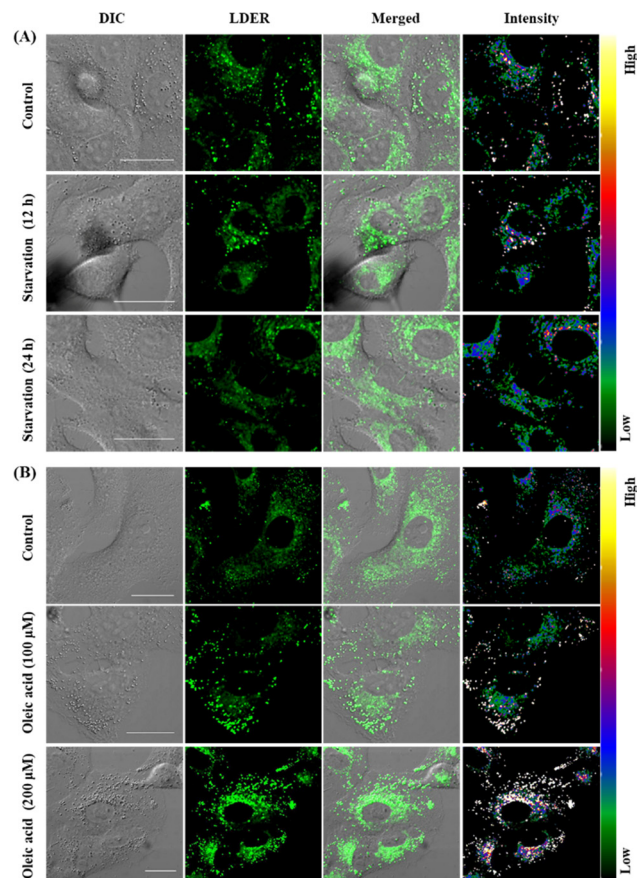 DIC LDER Merged Intensity
(A)
Control
High
Starvation (12 h)
Starvation (24 h)
Low
(B)
Control
High
Oleic acid (100 µM)
Oleic acid (200 µM)
Low